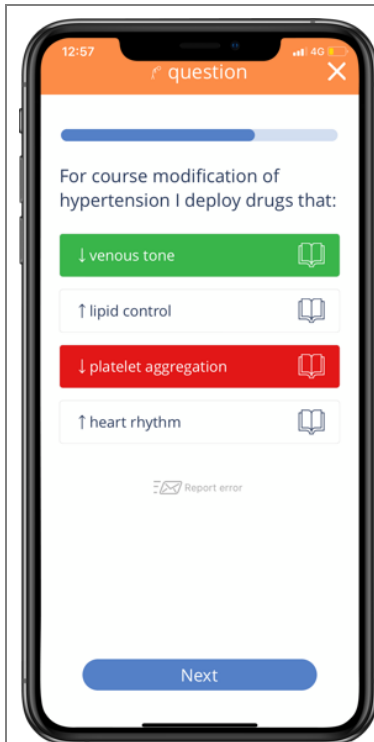 12:57
4G
question
For course modification of
hypertension I deploy drugs that:
↓ venous tone
↑ lipid control
↓ platelet aggregation
↑ heart rhythm
Report error
Next